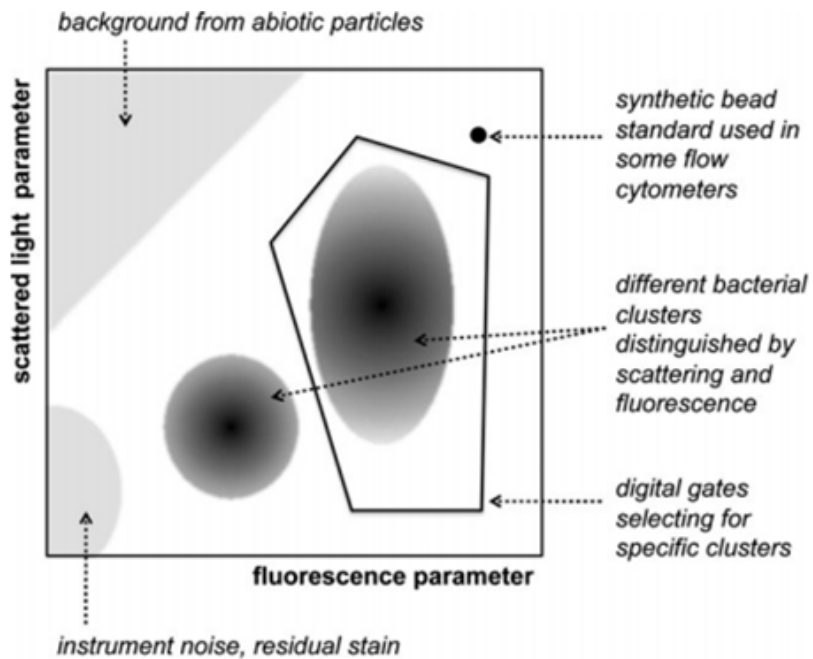 background from abiotic particles
scattered light parameter
synthetic bead
standard used in
some flow
cytometers
different bacterial
clusters
distinguished by
scattering and
fluorescence
digital gates
selecting for
specific clusters
fluorescence parameter
instrument noise, residual stain